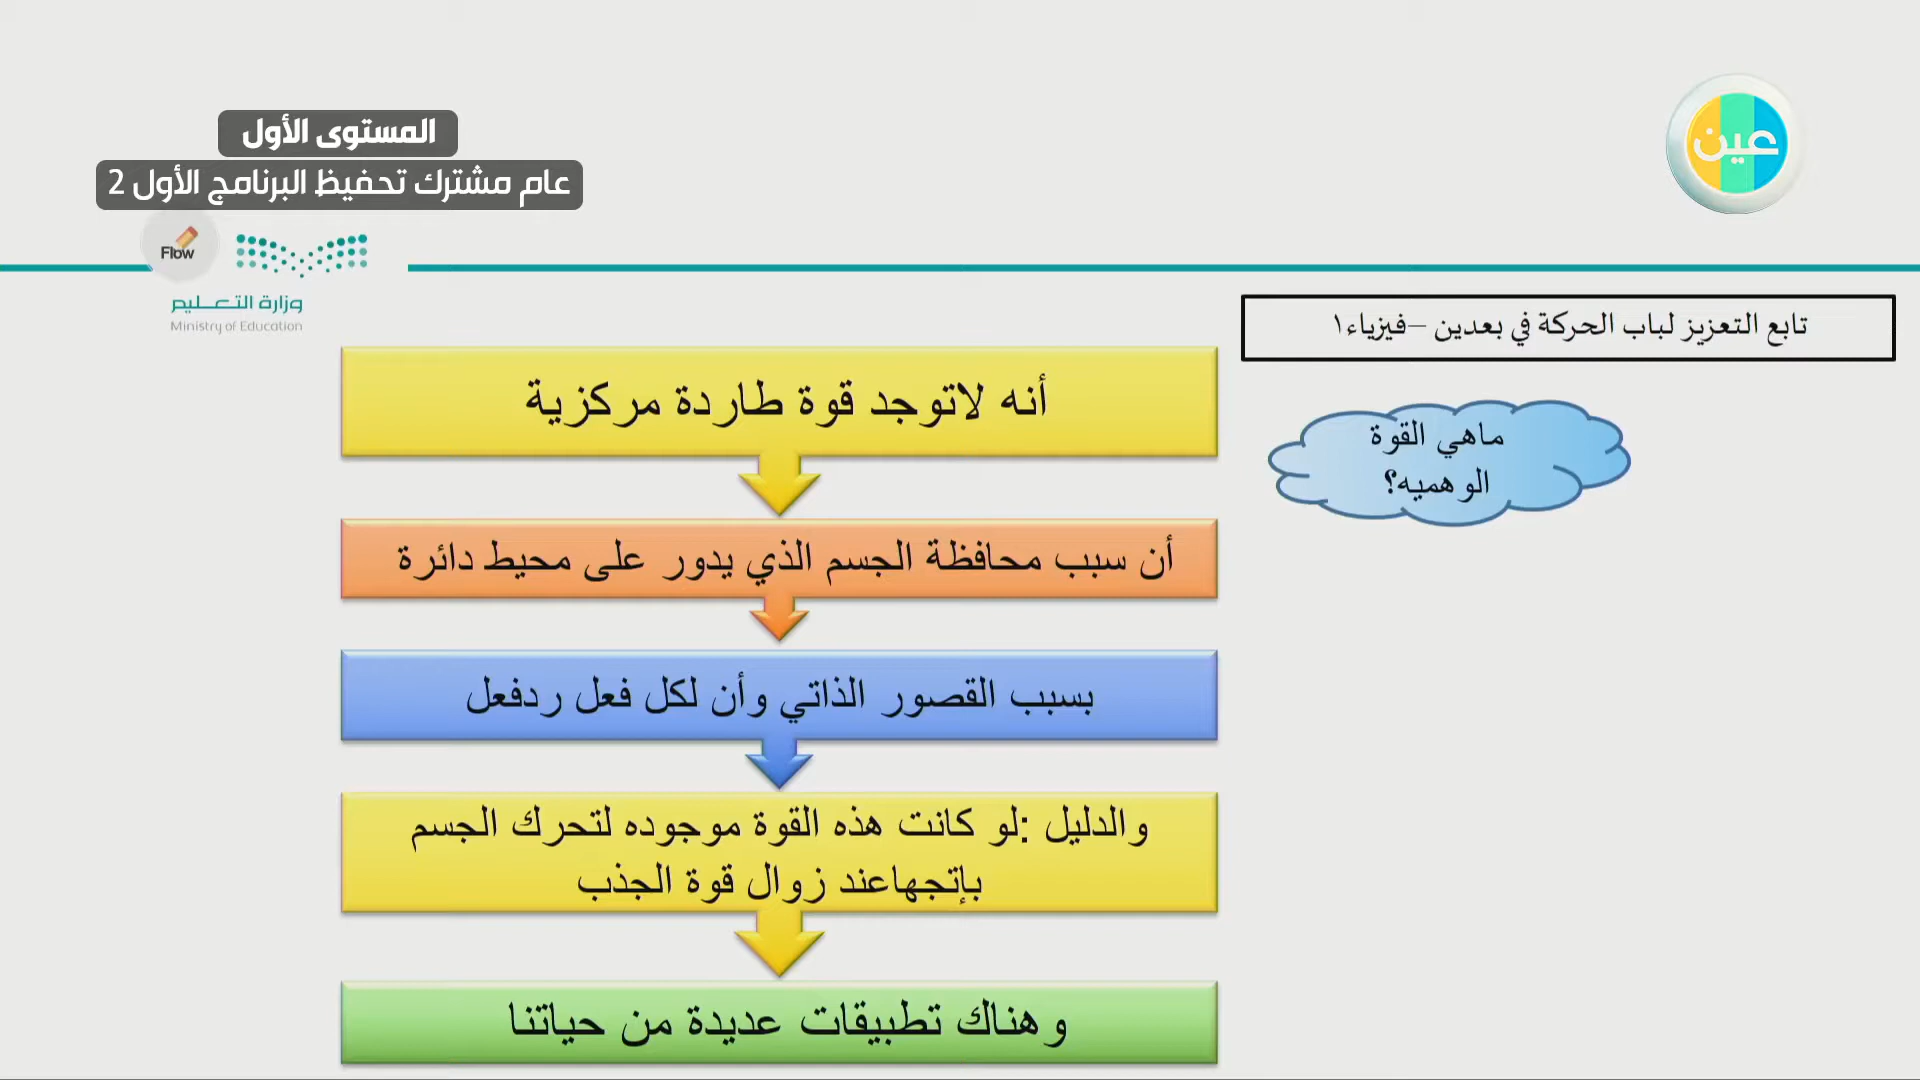 المستوى الأول
عام مشترك تحفيظ البرنامج الأول 2
عين
Flow
وزارة التعليم
Ministry of Education
تابع التعزيز لباب الحركة في بعدين –فيزياء١
ماهي القوة
الوهميه؟
أنه لاتوجد قوة طاردة مركزية
أن سبب محافظة الجسم الذي يدور على محيط دائرة
بسبب القصور الذاتي وأن لكل فعل ردفعل
والدليل :لو كانت هذه القوة موجوده لتحرك الجسم
بإتجهاعند زوال قوة الجذب
وهناك تطبيقات عديدة من حياتنا